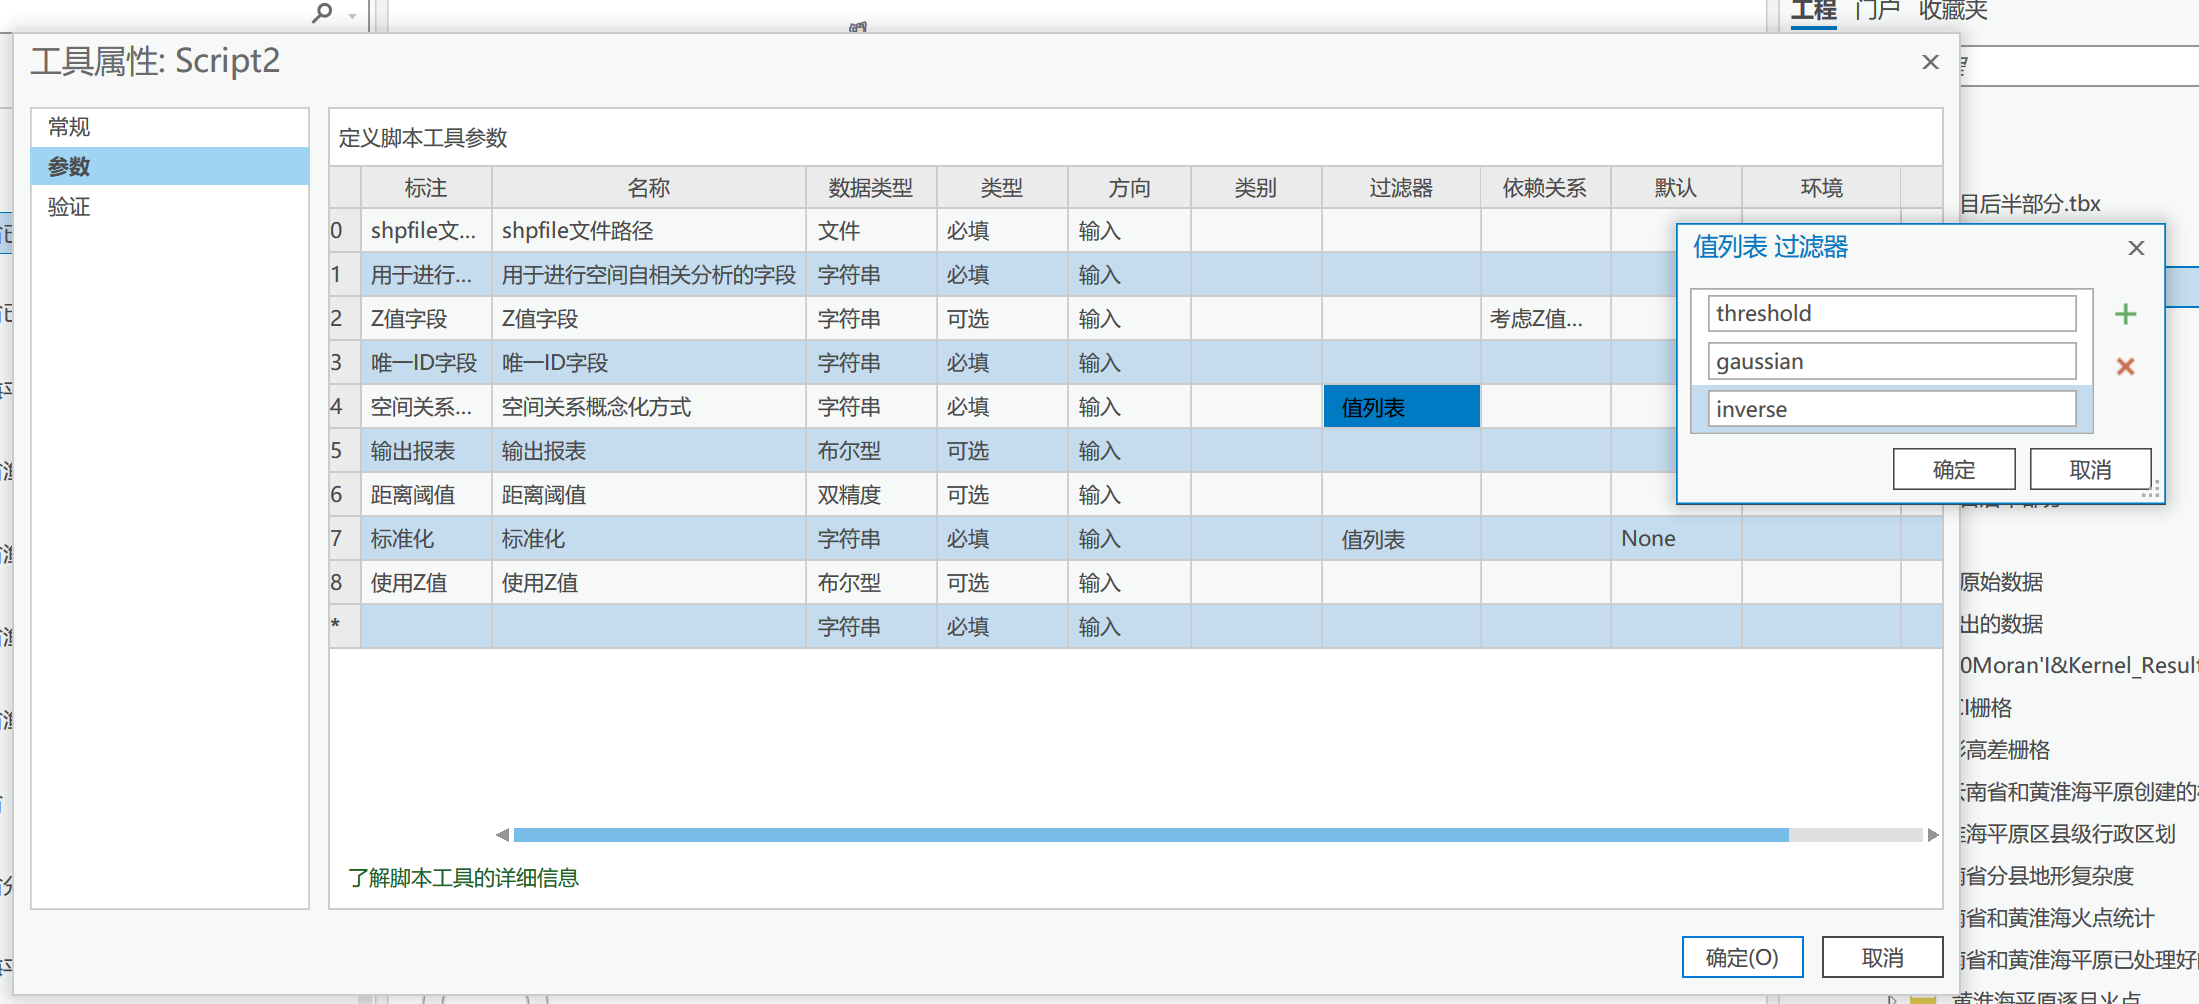 工程 门户 收藏夹
工具属性: Script2
常规
参数
验证
定义脚本工具参数
标注 名称 数据类型 类型 方向 类别 过滤器 依赖关系 默认 环境
0 shpfile文... shpfile文件路径 文件 必填 输入
1 用于进行... 用于进行空间自相关分析的字段 字符串 必填 输入
2 Z值字段 Z值字段 字符串 可选 输入 考虑Z值...
3 唯一ID字段 唯一ID字段 字符串 必填 输入
4 空间关系... 空间关系概念化方式 字符串 必填 输入 值列表
5 输出报表 输出报表 布尔型 可选 输入
6 距离阈值 距离阈值 双精度 可选 输入
7 标准化 标准化 字符串 必填 输入 值列表 None
8 使用Z值 使用Z值 布尔型 可选 输入
* 字符串 必填 输入
了解脚本工具的详细信息
确定(O) 取消
值列表 过滤器
threshold
gaussian
inverse
确定 取消
目后半部分.tbx
原始数据
出的数据
0Moran'I&Kernel_Result
栅格
高差栅格
南省和黄淮海平原创建的
海平原区县级行政区划
省分县地形复杂度
省和黄淮海火点统计
省和黄淮海平原已处理好
黄淮海平原逐月火点